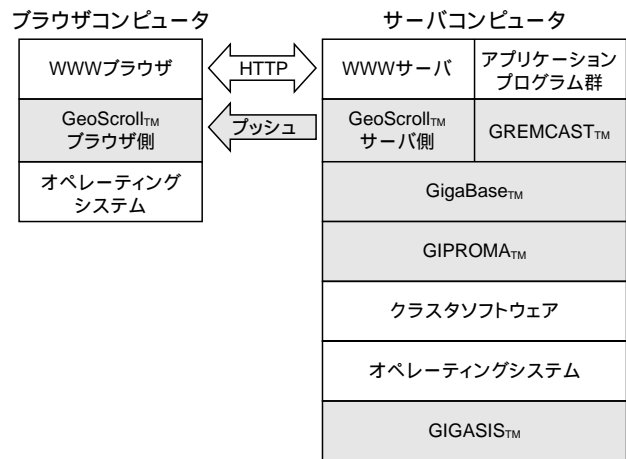 ブラウザコンピュータ
サーバコンピュータ
WWWブラウザ
HTTP
WWWサーバ
アプリケーション
プログラム群
GeoScrollTM
ブラウザ側
プッシュ
GeoScrollTM
サーバ側
GREMCASTTM
オペレーティング
システム
GigaBaseTM
GIPROMATM
クラスタソフトウェア
オペレーティングシステム
GIGASISTM